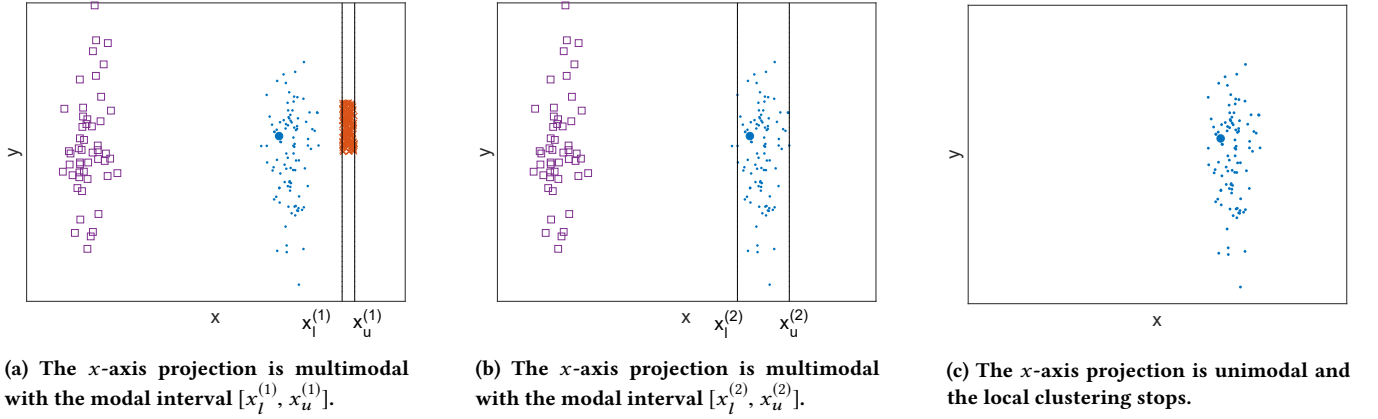 y
x
x_l^(1)
x_u^(1)
(a) The x-axis projection is multimodal
with the modal interval [x_l^(1), x_u^(1)].
y
x
x_l^(2)
x_u^(2)
(b) The x-axis projection is multimodal
with the modal interval [x_l^(2), x_u^(2)].
y
x
(c) The x-axis projection is unimodal and
the local clustering stops.